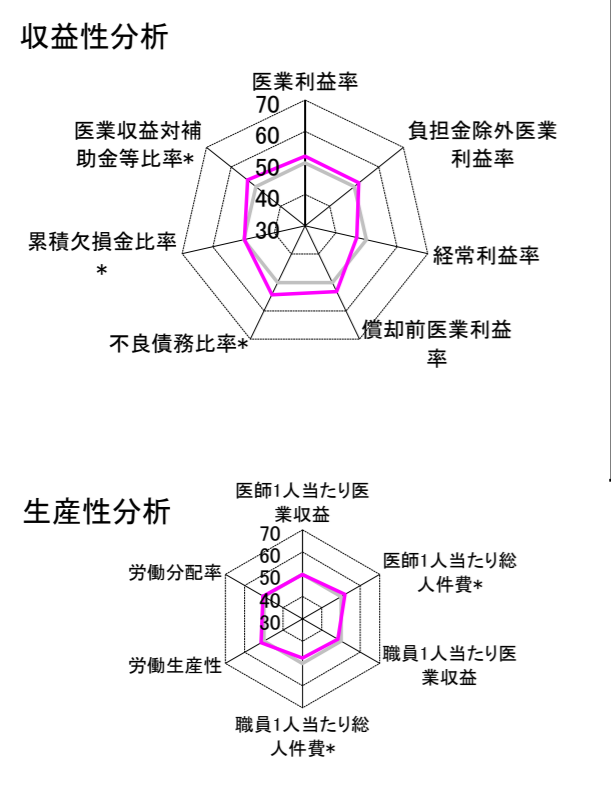 収益性分析
医業利益率
70
60
50
40
30
負担金除外医業
利益率
経常利益率
償却前医業利益
率
不良債務比率*
累積欠損金比率
*
医業収益対補
助金等比率*
生産性分析
医師1人当たり医
業収益
70
60
50
40
30
医師1人当たり総
人件費*
職員1人当たり医
業収益
職員1人当たり総
人件費*
労働生産性
労働分配率